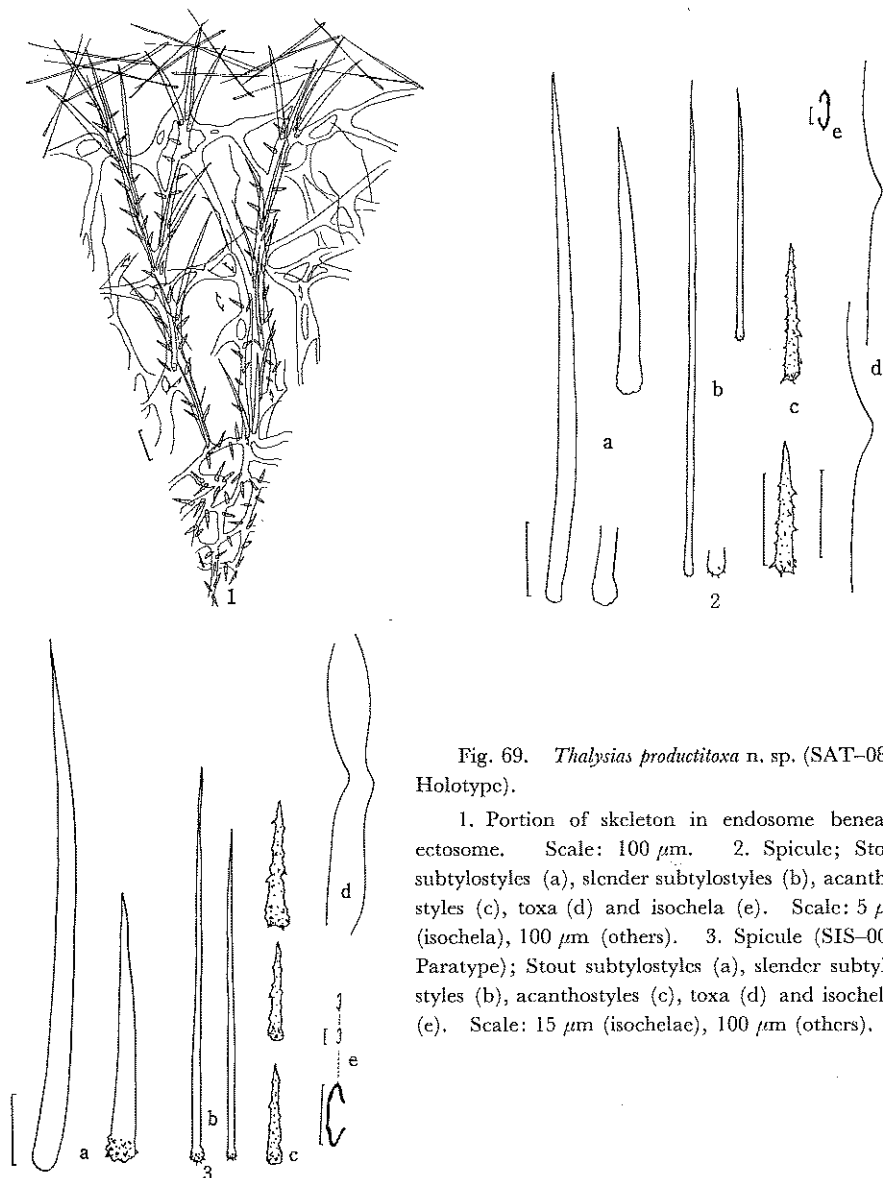 1
a
b
c
d
e
2
a
b
c
d
e
3
Fig. 69. Thalysias productitoxa n. sp. (SAT–08
Holotype).
1. Portion of skeleton in endosome benea
ectosome. Scale: 100 μm. 2. Spicule; Sto
subtylostyles (a), slender subtylostyles (b), acanth
styles (c), toxa (d) and isochela (e). Scale: 5 μ
(isochela), 100 μm (others). 3. Spicule (SIS–00
Paratype); Stout subtylostyles (a), slender subtyl
styles (b), acanthostyles (c), toxa (d) and isochel
(e). Scale: 15 μm (isochelae), 100 μm (others).